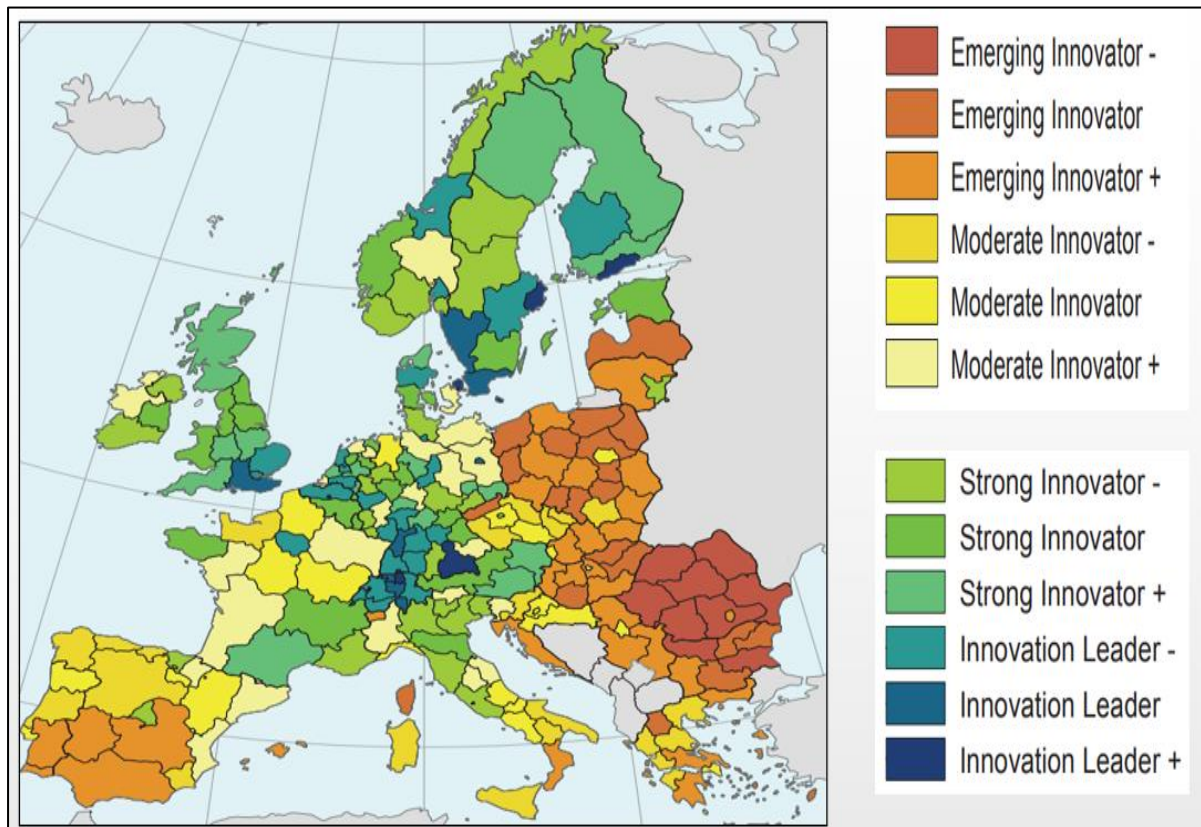 Emerging Innovator -
Emerging Innovator
Emerging Innovator +
Moderate Innovator -
Moderate Innovator
Moderate Innovator +
Strong Innovator -
Strong Innovator
Strong Innovator +
Innovation Leader -
Innovation Leader
Innovation Leader +